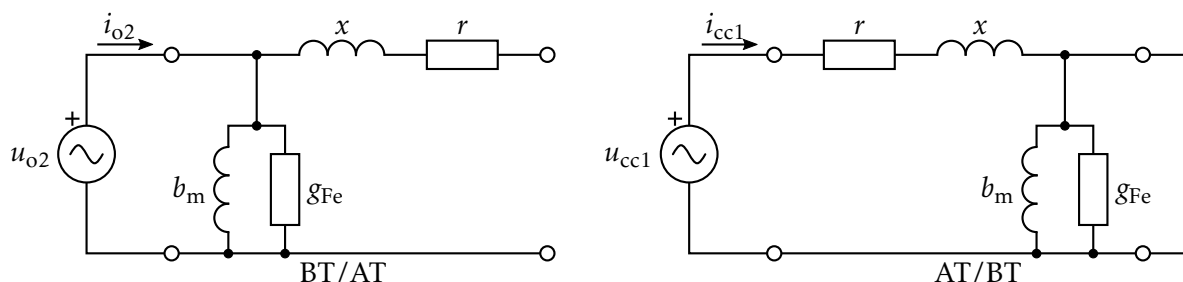 i_o2 x r
+
u_o2 b_m g_Fe
BT/AT
i_cc1 r x
+
u_cc1 b_m g_Fe
AT/BT